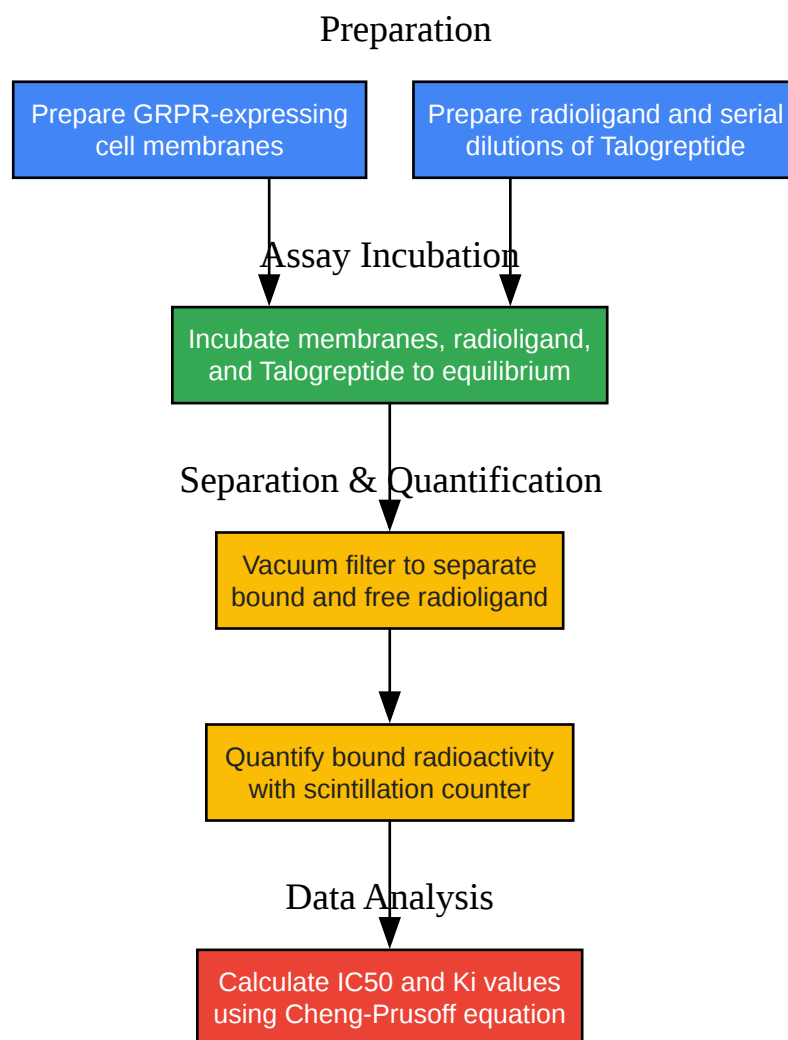 Preparation
Prepare GRPR-expressing
cell membranes
Prepare radioligand and serial
dilutions of Talogreptide
Assay Incubation
Incubate membranes, radioligand,
and Talogreptide to equilibrium
Separation & Quantification
Vacuum filter to separate
bound and free radioligand
Quantify bound radioactivity
with scintillation counter
Data Analysis
Calculate IC50 and Ki values
using Cheng-Prusoff equation